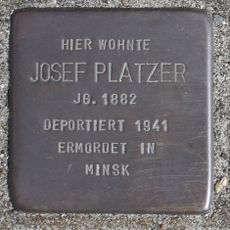 HIER WOHNTE
JOSEF PLATZER
JG. 1882
DEPORTIERT 1941
ERMORDET IN
MINSK